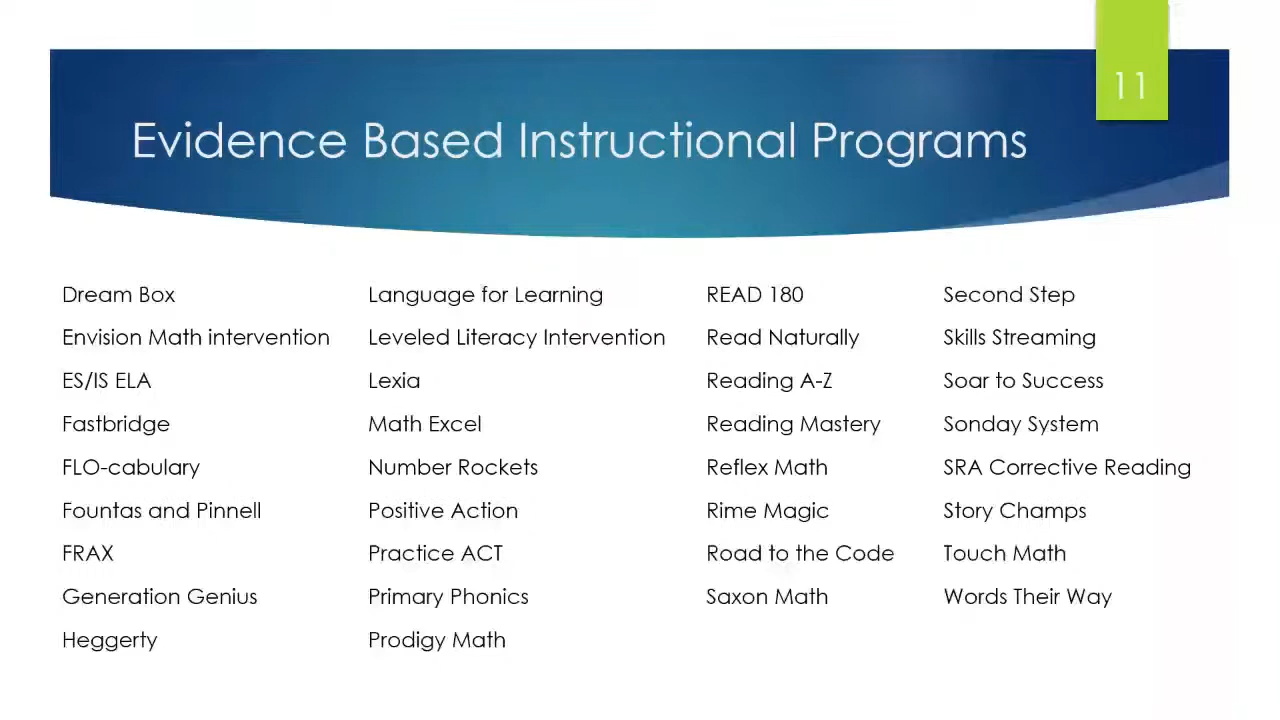 11
Evidence Based Instructional Programs
Dream Box
Envision Math intervention
ES/IS ELA
Fastbridge
FLO-cabulary
Fountas and Pinnell
FRAX
Generation Genius
Heggerty
Language for Learning
Leveled Literacy Intervention
Lexia
Math Excel
Number Rockets
Positive Action
Practice ACT
Primary Phonics
Prodigy Math
READ 180
Read Naturally
Reading A-Z
Reading Mastery
Reflex Math
Rime Magic
Road to the Code
Saxon Math
Second Step
Skills Streaming
Soar to Success
Sonday System
SRA Corrective Reading
Story Champs
Touch Math
Words Their Way